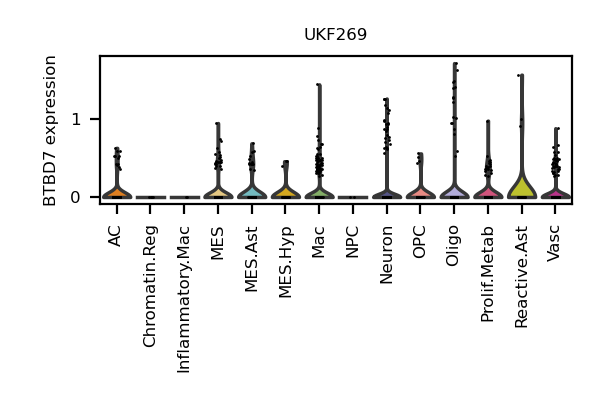 UKF269
BTBD7 expression
1
0
AC
Chromatin.Reg
Inflammatory.Mac
MES
MES.Ast
MES.Hyp
Mac
NPC
Neuron
OPC
Oligo
Prolif.Metab
Reactive.Ast
Vasc